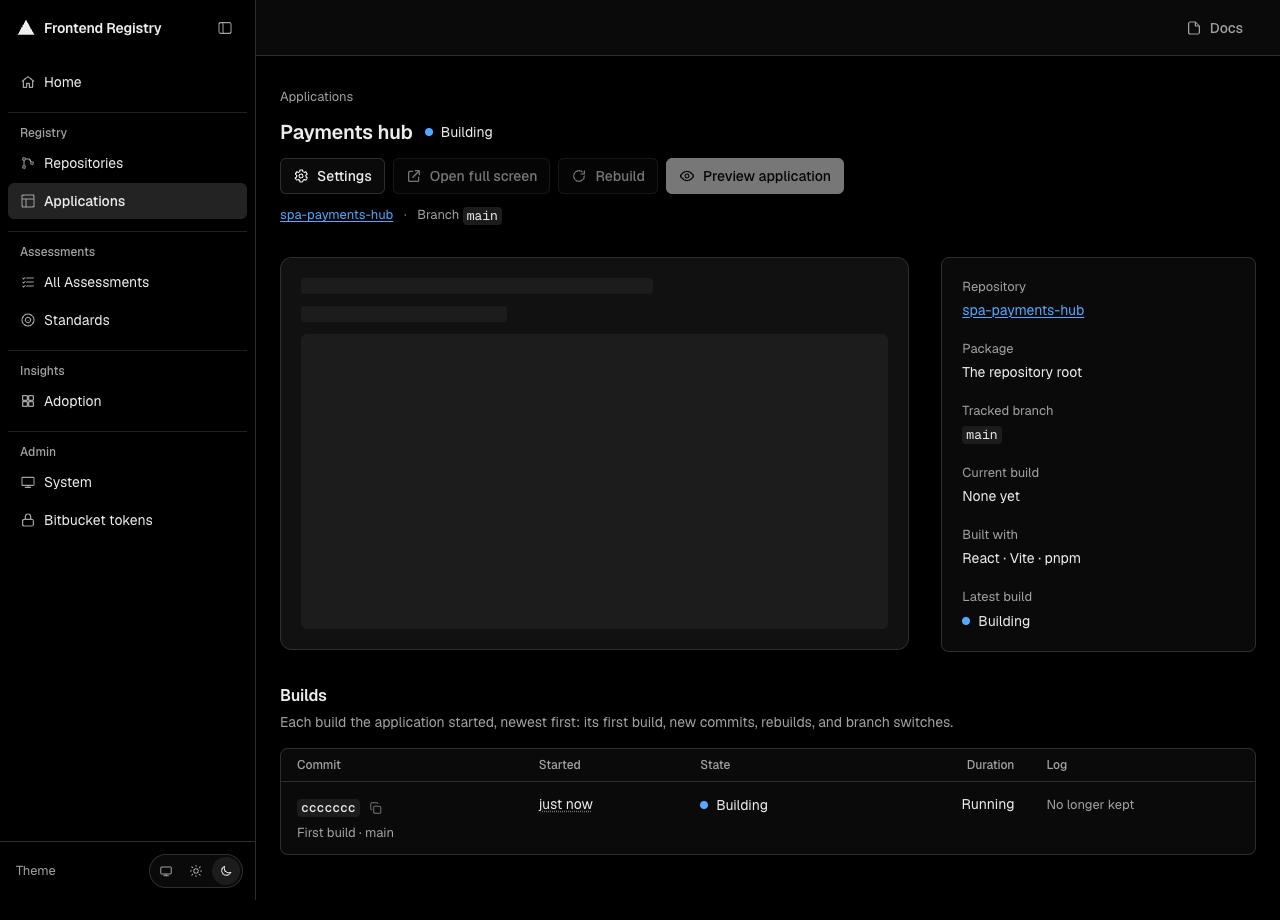 Frontend Registry
Docs
Home
Registry
Repositories
Applications
Assessments
All Assessments
Standards
Insights
Adoption
Admin
System
Bitbucket tokens
Theme
Applications
Payments hub Building
Settings Open full screen Rebuild Preview application
spa-payments-hub · Branch main
Repository
spa-payments-hub
Package
The repository root
Tracked branch
main
Current build
None yet
Built with
React · Vite · pnpm
Latest build
Building
Builds
Each build the application started, newest first: its first build, new commits, rebuilds, and branch switches.
Commit Started State Duration Log
ccccccc just now Building Running No longer kept
First build · main